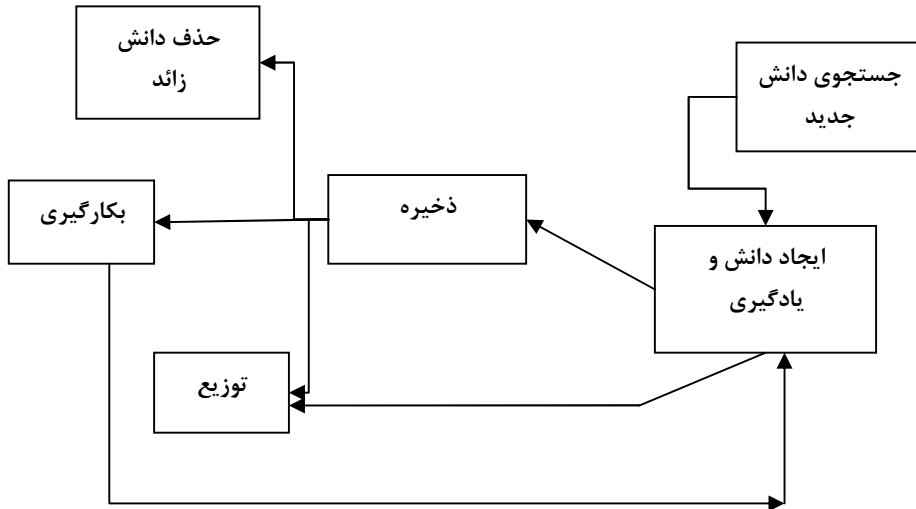 حذف دانش
زائد
جستجوی دانش
جدید
بکارگیری
ذخیره
ایجاد دانش و
یادگیری
توزیع